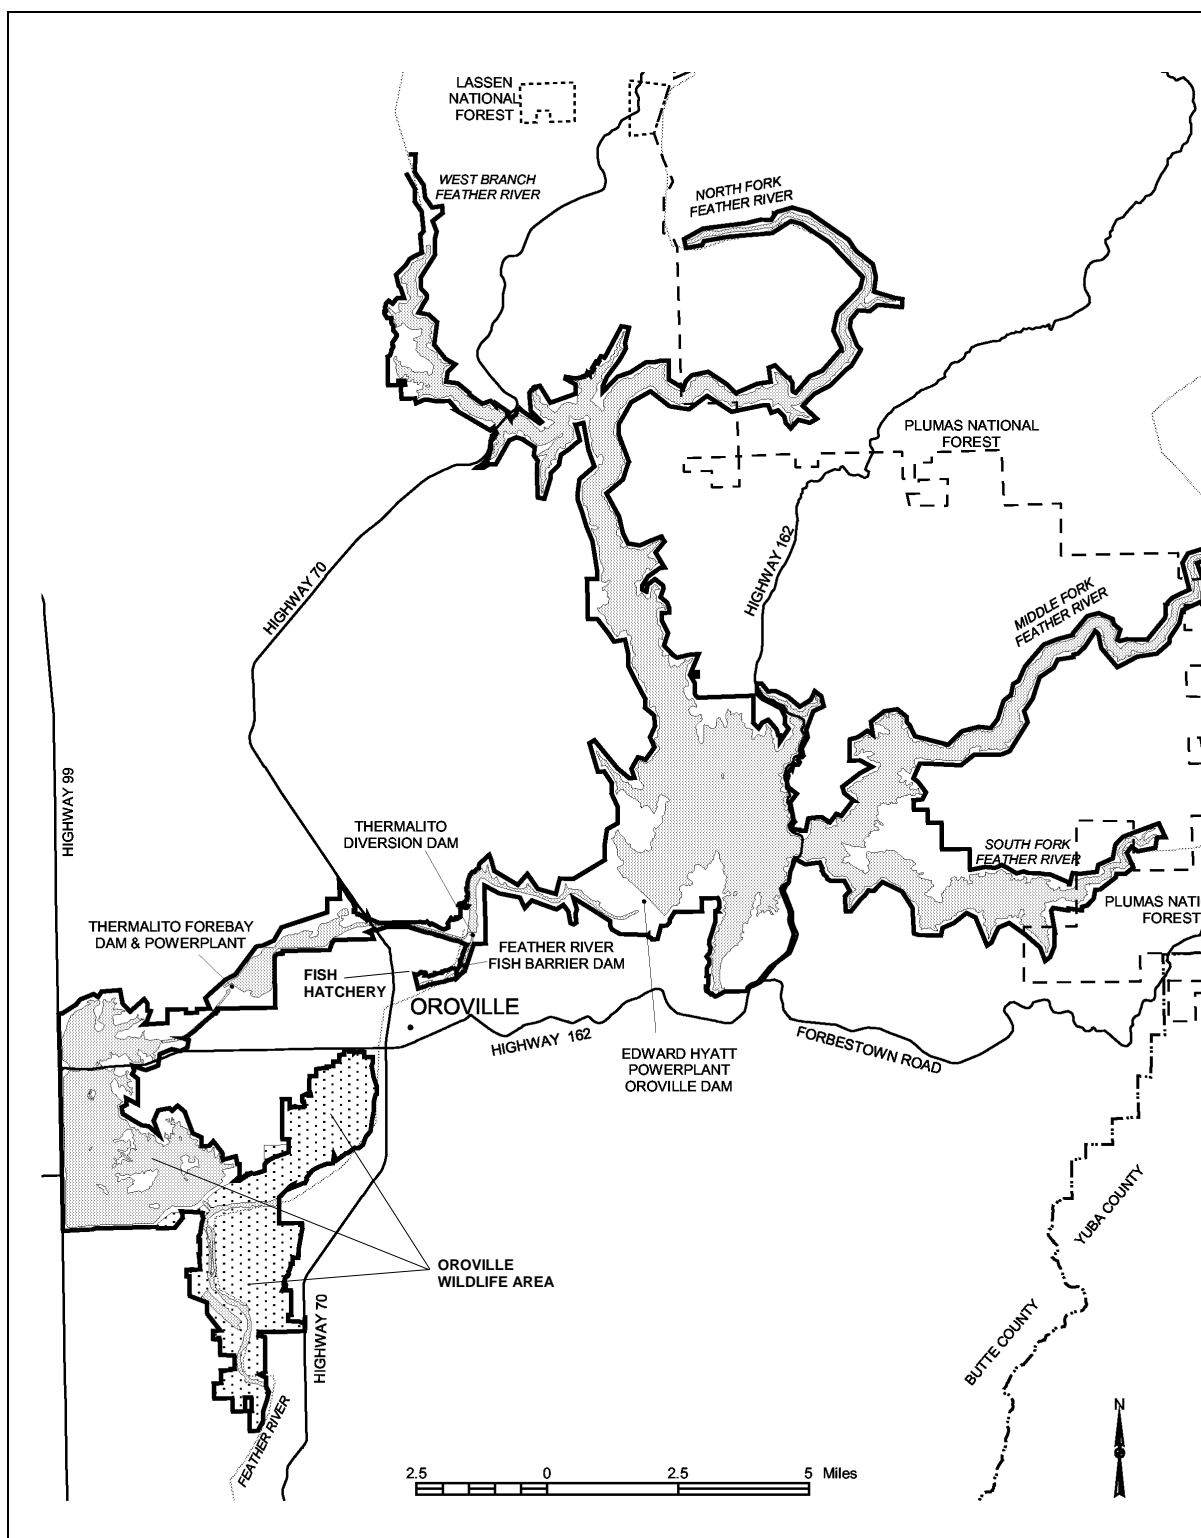 LASSEN
NATIONAL
FOREST
WEST BRANCH
FEATHER RIVER
NORTH FORK
FEATHER RIVER
PLUMAS NATIONAL
FOREST
HIGHWAY 162
HIGHWAY 70
MIDDLE FORK
FEATHER RIVER
HIGHWAY 99
THERMALITO
DIVERSION DAM
SOUTH FORK
FEATHER RIVER
PLUMAS NATI
FOREST
THERMALITO FOREBAY
DAM & POWERPLANT
FEATHER RIVER
FISH BARRIER DAM
FISH
HATCHERY
OROVILLE
HIGHWAY 162
FORBESTOWN ROAD
EDWARD HYATT
POWERPLANT
OROVILLE DAM
YUBA COUNTY
OROVILLE
WILDLIFE AREA
HIGHWAY 70
BUTTE COUNTY
FEATHER RIVER
N
2.5 0 2.5 5 Miles